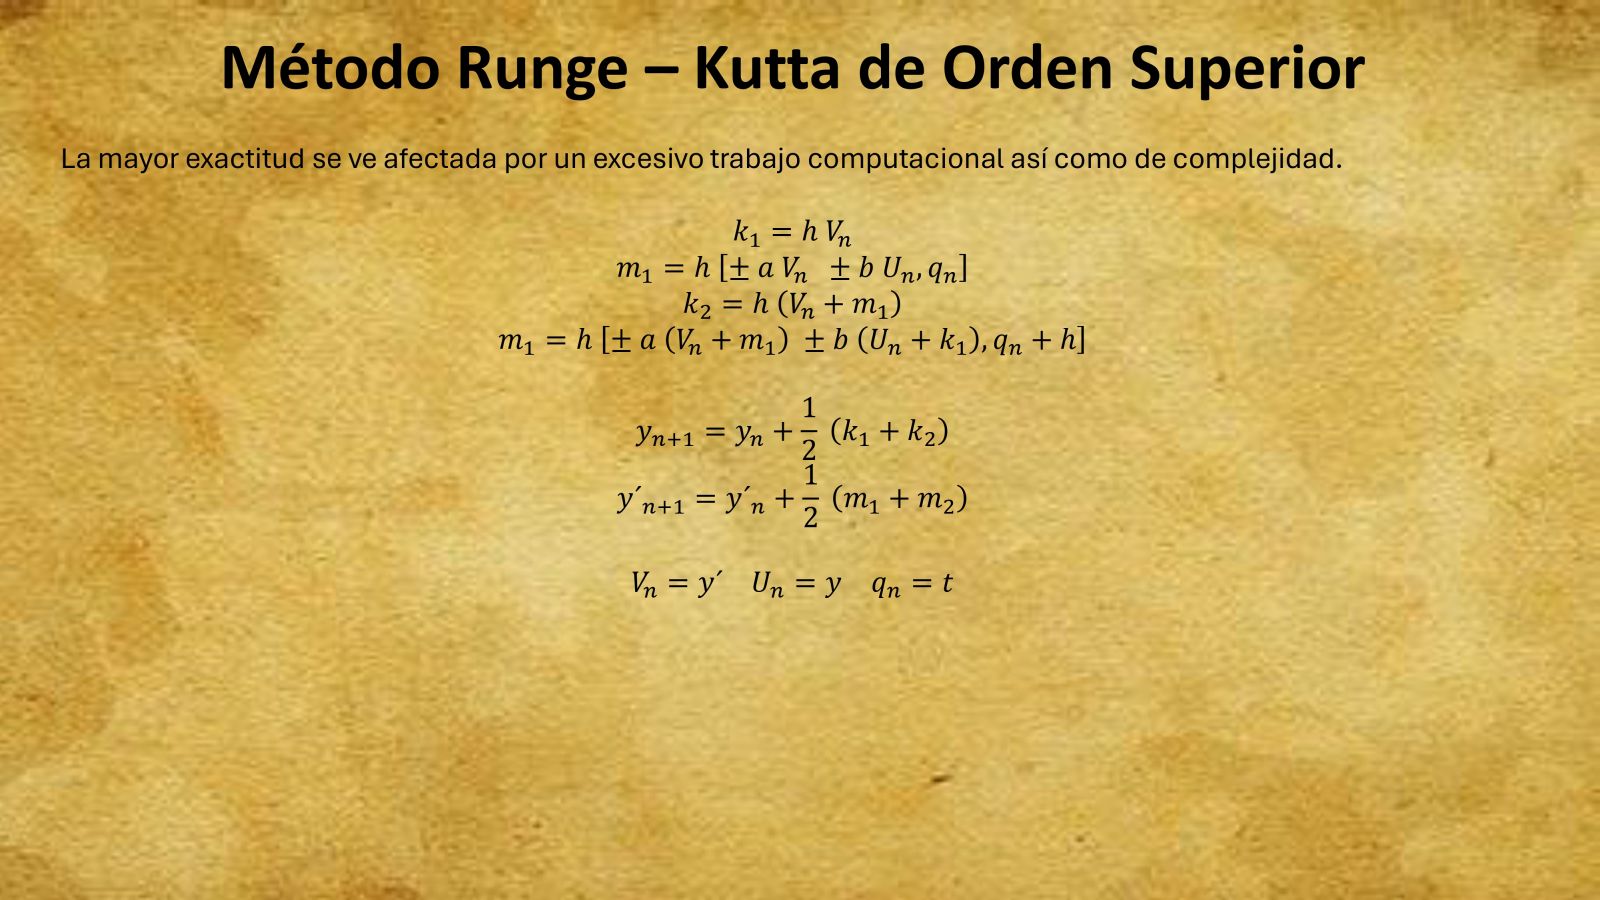 Método Runge – Kutta de Orden Superior
La mayor exactitud se ve afectada por un excesivo trabajo computacional así como de complejidad.
k₁ = h Vₙ
m₁ = h [± a Vₙ ± b Uₙ, qₙ]
k₂ = h (Vₙ + m₁)
m₁ = h [± a (Vₙ + m₁) ± b (Uₙ + k₁), qₙ + h]
yₙ₊₁ = yₙ + 1/2 (k₁ + k₂)
y´ₙ₊₁ = y´ₙ + 1/2 (m₁ + m₂)
Vₙ = y´ Uₙ = y qₙ = t